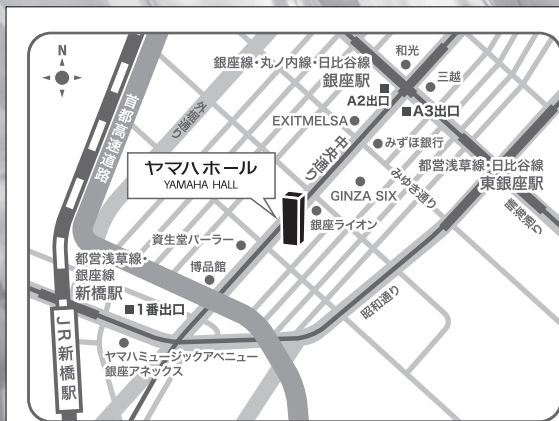 N
和光
銀座線・丸ノ内線・日比谷線
銀座駅
三越
A2出口
A3出口
首都高速道路
外堀通り
EXITMELSA
中央通り
みずほ銀行
都営浅草線・日比谷線
東銀座駅
ヤマハホール
YAMAHA HALL
みゆき通り
GINZA SIX
晴海通り
銀座ライオン
資生堂パーラー
都営浅草線・
銀座線
新橋駅
博品館
昭和通り
1番出口
JR新橋駅
ヤマハミュージックアベニュー
銀座アネックス